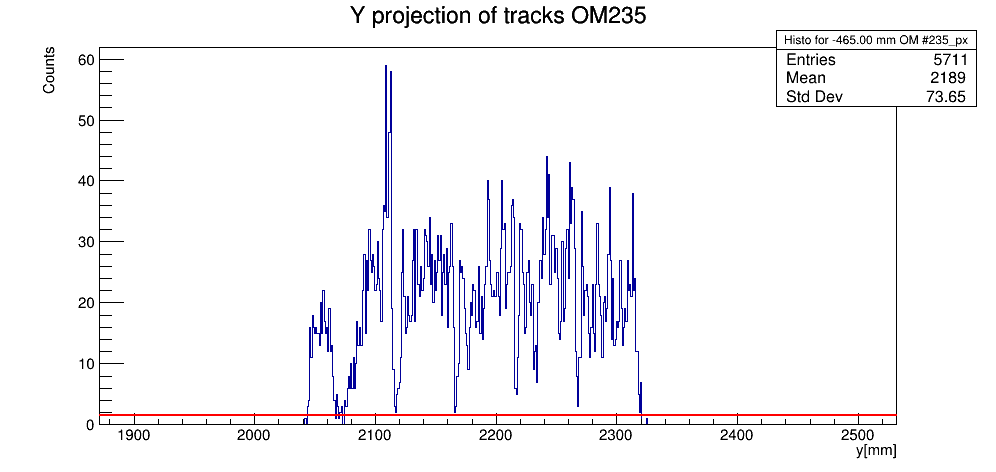 Y projection of tracks OM235
Histo for -465.00 mm OM #235_px
Entries 5711
Mean 2189
Std Dev 73.65
Counts
60
50
40
30
20
10
0
1900 2000 2100 2200 2300 2400 2500
y[mm]